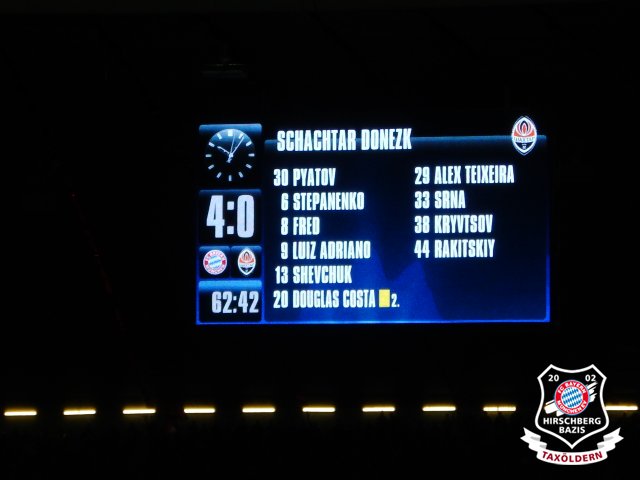 SCHACHTAR DONEZK
30 PYATOV
6 STEPANENKO
8 FRED
9 LUIZ ADRIANO
13 SHEVCHUK
20 DOUGLAS COSTA 2.
29 ALEX TEIXEIRA
33 SRNA
38 KRYVTSOV
44 RAKITSKIY
4:0
62:42
20 02
HIRSCHBERG
BAZIS
TAXÖLDERN